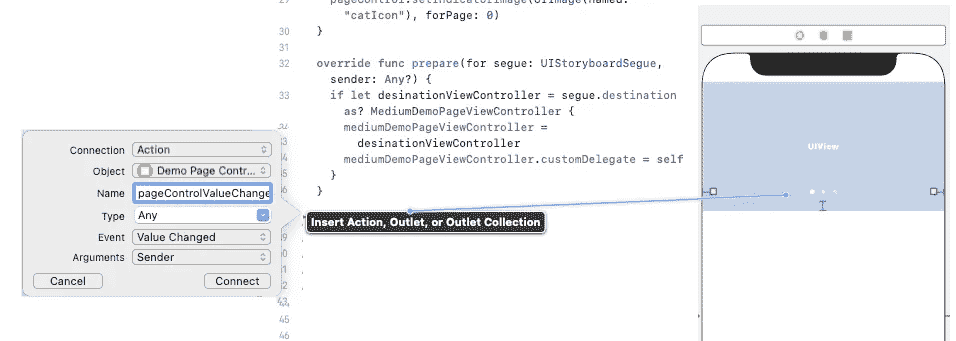 29
pageControl.setIndicatorImage(UIImage(named:
"catIcon"), forPage: 0)
30
}
31
32
override func prepare(for segue: UIStoryboardSegue,
sender: Any?) {
33
if let desinationViewController = segue.destination
as? MediumDemoPageViewController {
mediumDemoPageViewController =
desinationViewController
mediumDemoPageViewController.customDelegate = self
}
}
Connection Action
Object Demo Page Contr...
Name pageControlValueChange
Type Any
Event Value Changed
Arguments Sender
Cancel Connect
Insert Action, Outlet, or Outlet Collection
43
44
45
46
UIView